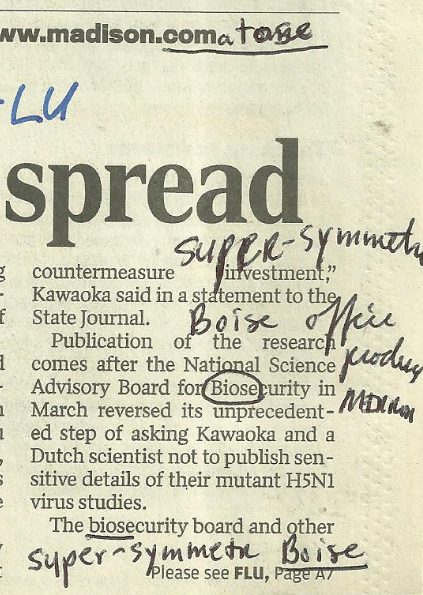 ww.madison.com
-LU
spread
super-symmetr
countermeasure investment,"
Kawaoka said in a statement to the
State Journal.
Boise office
Publication of the research
comes after the National Science
Advisory Board for Biosecurity in
March reversed its unprecedent-
ed step of asking Kawaoka and a
Dutch scientist not to publish sen-
sitive details of their mutant H5N1
virus studies.
The biosecurity board and other
super-symmetr Boise
Please see FLU, Page A7